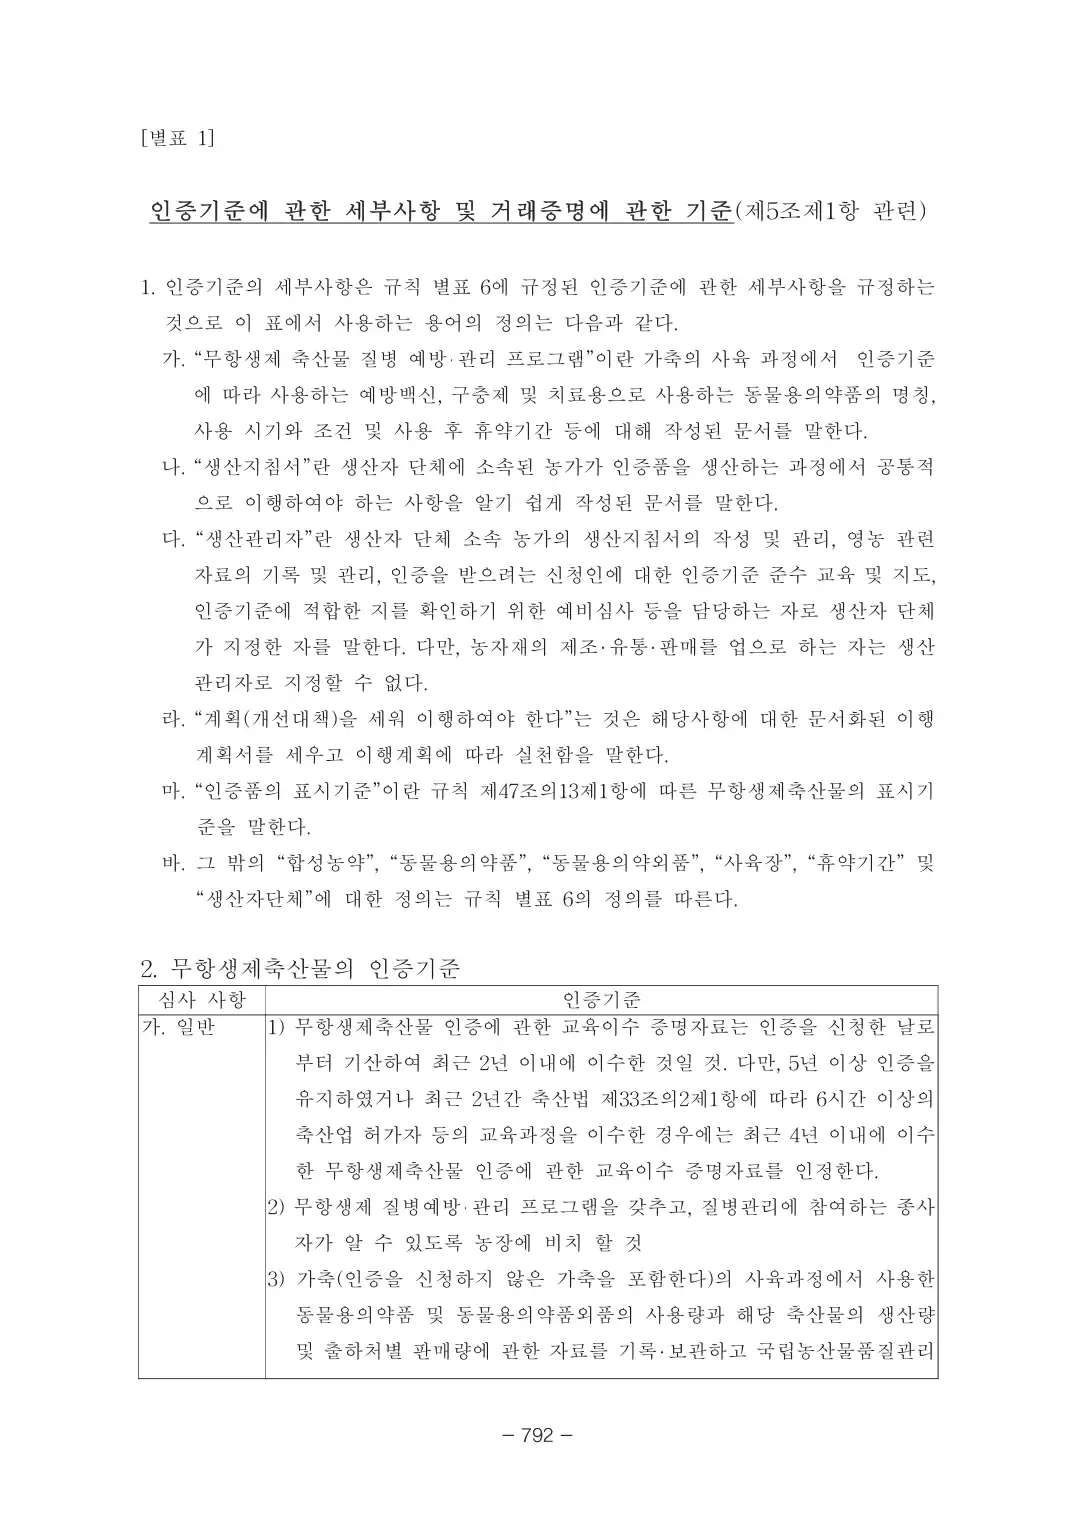 [별표 1]
인증기준에 관한 세부사항 및 거래증명에 관한 기준(제5조제1항 관련)
1. 인증기준의 세부사항은 규칙 별표 6에 규정된 인증기준에 관한 세부사항을 규정하는
것으로 이 표에서 사용하는 용어의 정의는 다음과 같다.
가. “무항생제 축산물 질병 예방·관리 프로그램”이란 가축의 사육 과정에서 인증기준
에 따라 사용하는 예방백신, 구충제 및 치료용으로 사용하는 동물용의약품의 명칭,
사용 시기와 조건 및 사용 후 휴약기간 등에 대해 작성된 문서를 말한다.
나. “생산지침서”란 생산자 단체에 소속된 농가가 인증품을 생산하는 과정에서 공통적
으로 이행하여야 하는 사항을 알기 쉽게 작성된 문서를 말한다.
다. “생산관리자”란 생산자 단체 소속 농가의 생산지침서의 작성 및 관리, 영농 관련
자료의 기록 및 관리, 인증을 받으려는 신청인에 대한 인증기준 준수 교육 및 지도,
인증기준에 적합한 지를 확인하기 위한 예비심사 등을 담당하는 자로 생산자 단체
가 지정한 자를 말한다. 다만, 농자재의 제조·유통·판매를 업으로 하는 자는 생산
관리자로 지정할 수 없다.
라. “계획(개선대책)을 세워 이행하여야 한다”는 것은 해당사항에 대한 문서화된 이행
계획서를 세우고 이행계획에 따라 실천함을 말한다.
마. “인증품의 표시기준”이란 규칙 제47조의13제1항에 따른 무항생제축산물의 표시기
준을 말한다.
바. 그 밖의 “합성농약”, “동물용의약품”, “동물용의약외품”, “사육장”, “휴약기간” 및
“생산자단체”에 대한 정의는 규칙 별표 6의 정의를 따른다.
2. 무항생제축산물의 인증기준
심사 사항 인증기준
가. 일반 1) 무항생제축산물 인증에 관한 교육이수 증명자료는 인증을 신청한 날로
부터 기산하여 최근 2년 이내에 이수한 것일 것. 다만, 5년 이상 인증을
유지하였거나 최근 2년간 축산법 제33조의2제1항에 따라 6시간 이상의
축산업 허가자 등의 교육과정을 이수한 경우에는 최근 4년 이내에 이수
한 무항생제축산물 인증에 관한 교육이수 증명자료를 인정한다.
2) 무항생제 질병예방·관리 프로그램을 갖추고, 질병관리에 참여하는 종사
자가 알 수 있도록 농장에 비치 할 것
3) 가축(인증을 신청하지 않은 가축을 포함한다)의 사육과정에서 사용한
동물용의약품 및 동물용의약품외품의 사용량과 해당 축산물의 생산량
및 출하처별 판매량에 관한 자료를 기록·보관하고 국립농산물품질관리
- 792 -